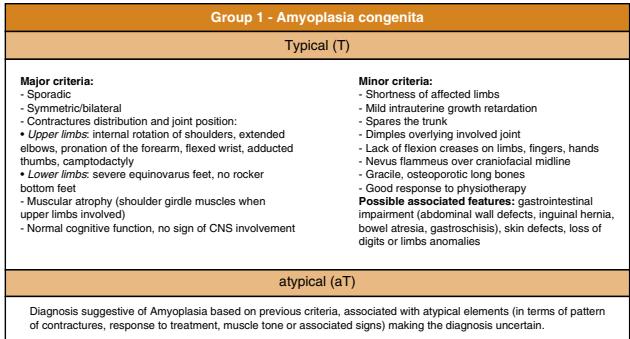 Group 1 - Amyoplasia congenita
Typical (T)
Major criteria:
- Sporadic
- Symmetric/bilateral
- Contractures distribution and joint position:
• Upper limbs: internal rotation of shoulders, extended
elbows, pronation of the forearm, flexed wrist, adducted
thumbs, camptodactyly
• Lower limbs: severe equinovarus feet, no rocker
bottom feet
- Muscular atrophy (shoulder girdle muscles when
upper limbs involved)
- Normal cognitive function, no sign of CNS involvement
Minor criteria:
- Shortness of affected limbs
- Mild intrauterine growth retardation
- Spares the trunk
- Dimples overlying involved joint
- Lack of flexion creases on limbs, fingers, hands
- Nevus flammeus over craniofacial midline
- Gracile, osteoporotic long bones
- Good response to physiotherapy
Possible associated features: gastrointestinal
impairment (abdominal wall defects, inguinal hernia,
bowel atresia, gastroschisis), skin defects, loss of
digits or limbs anomalies
atypical (aT)
Diagnosis suggestive of Amyoplasia based on previous criteria, associated with atypical elements (in terms of pattern
of contractures, response to treatment, muscle tone or associated signs) making the diagnosis uncertain.